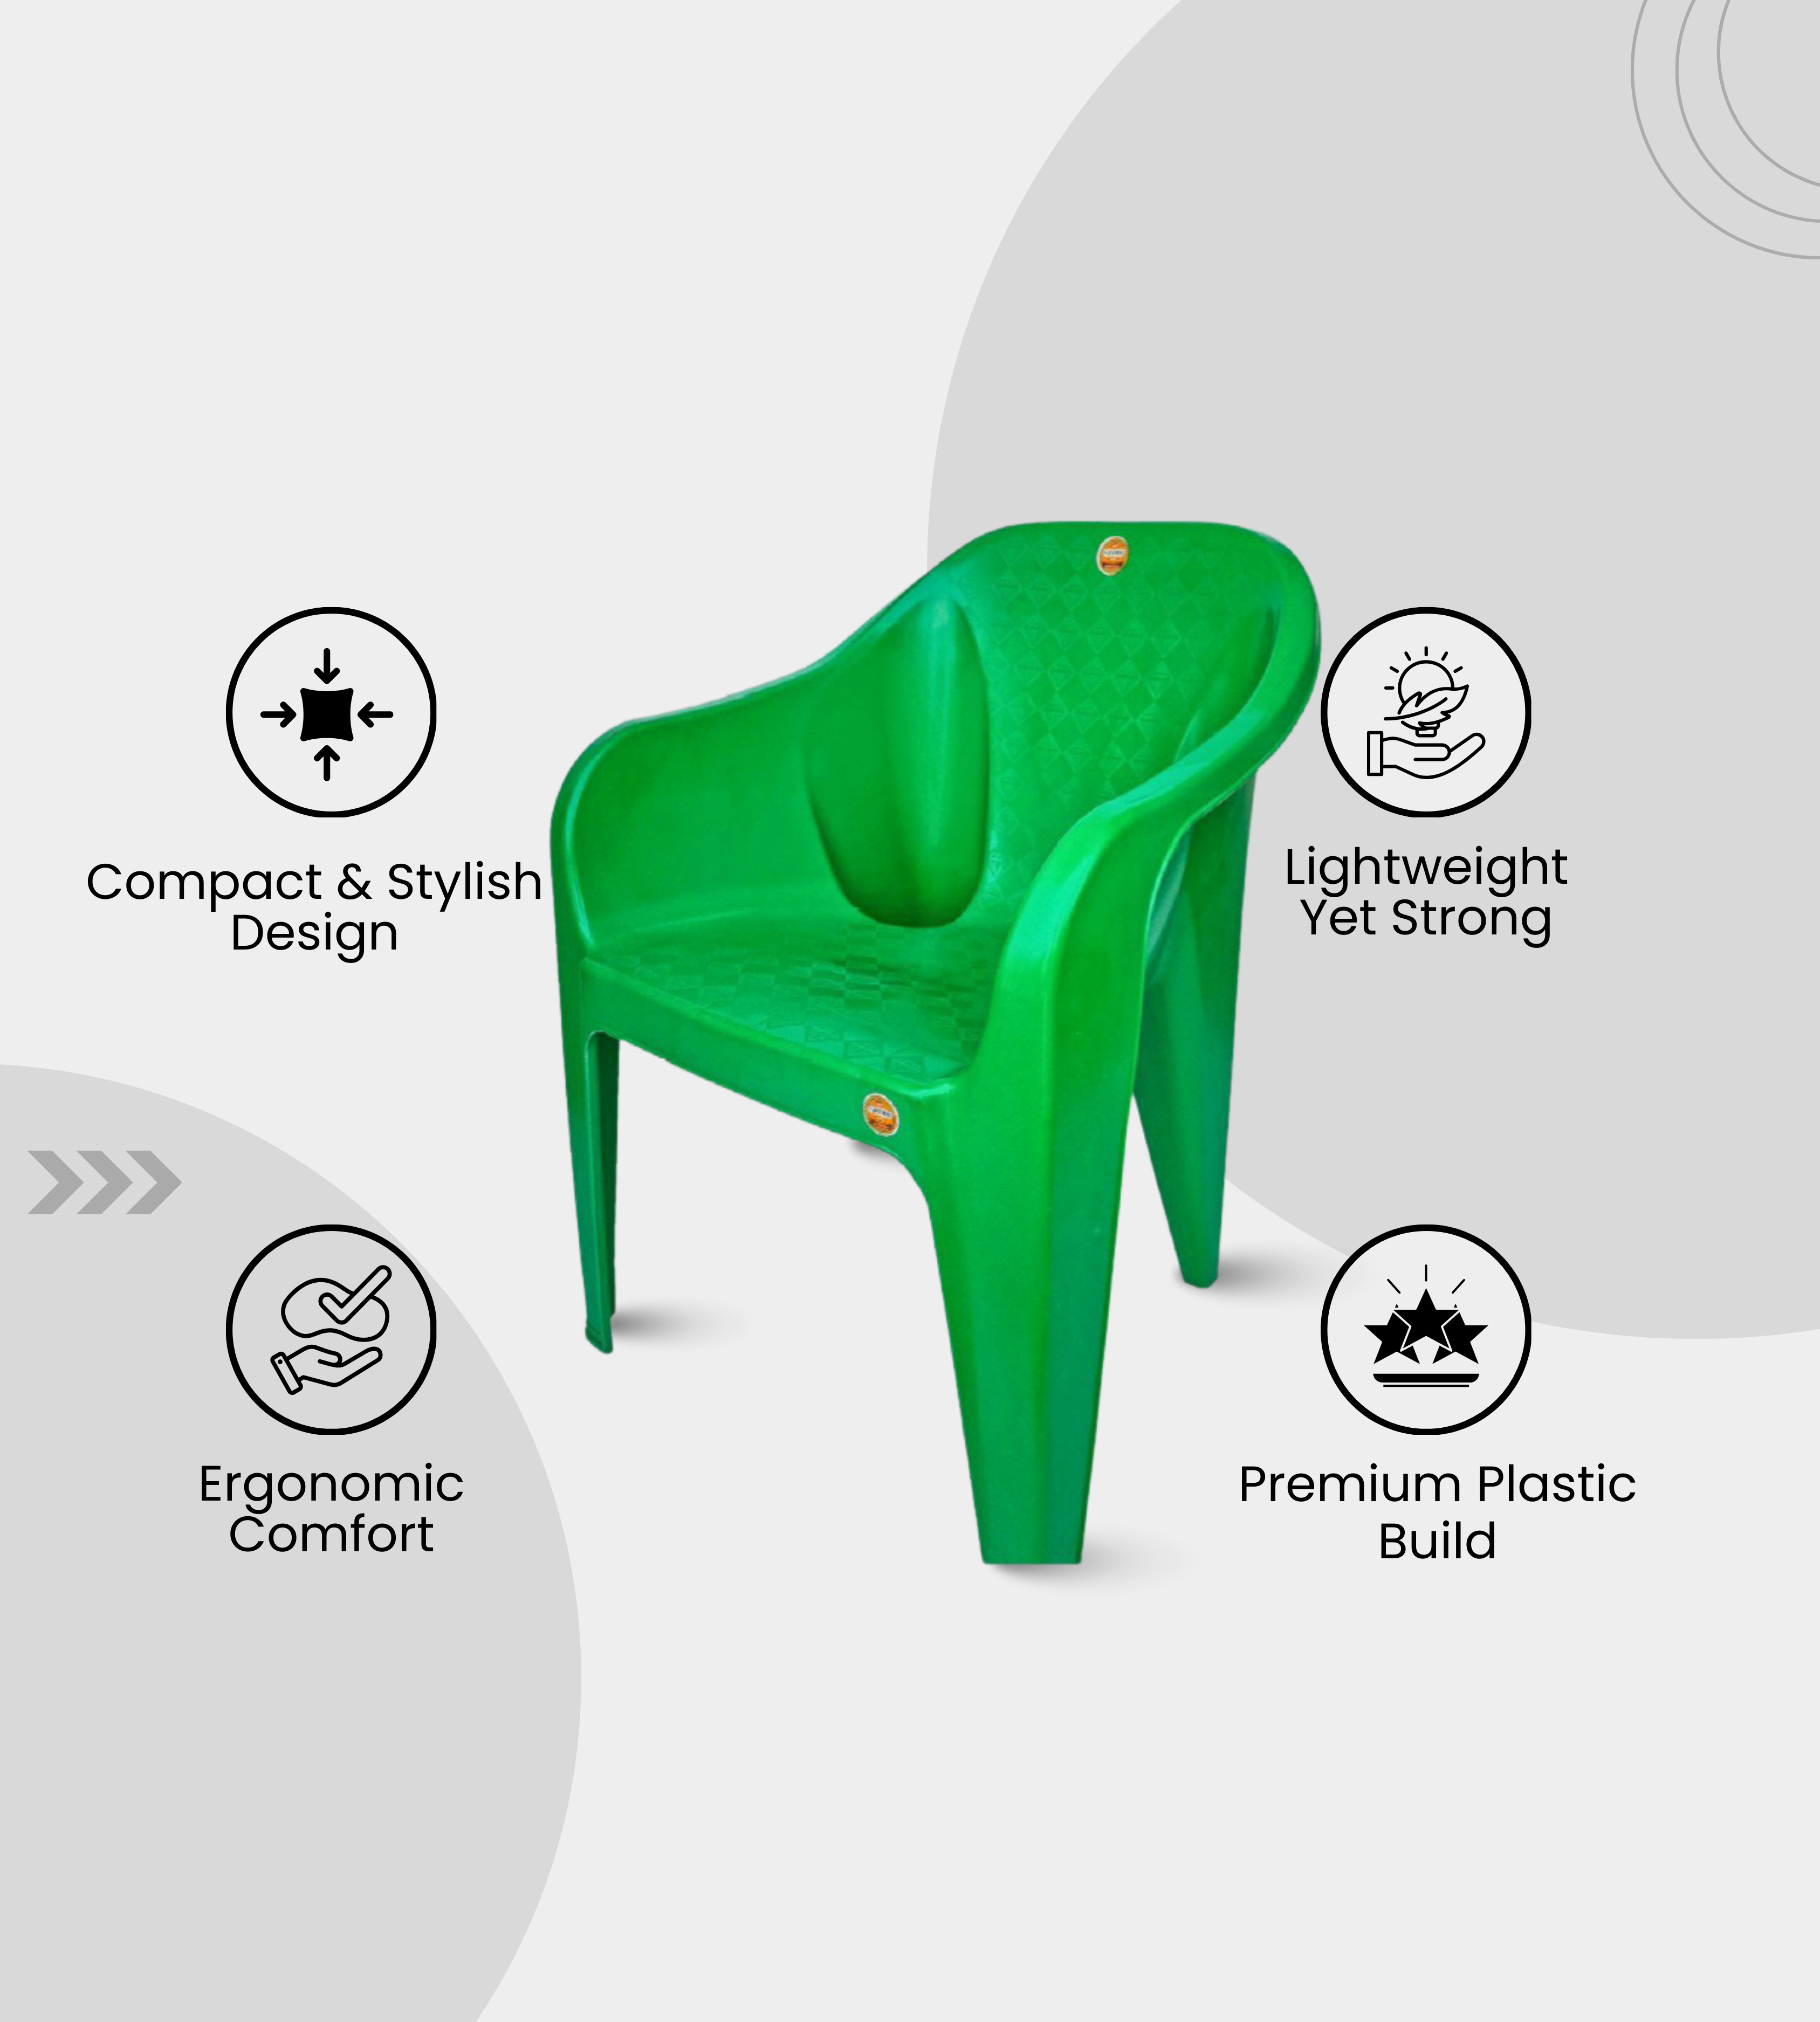 Compact & Stylish
Design
Lightweight
Yet Strong
Ergonomic
Comfort
Premium Plastic
Build